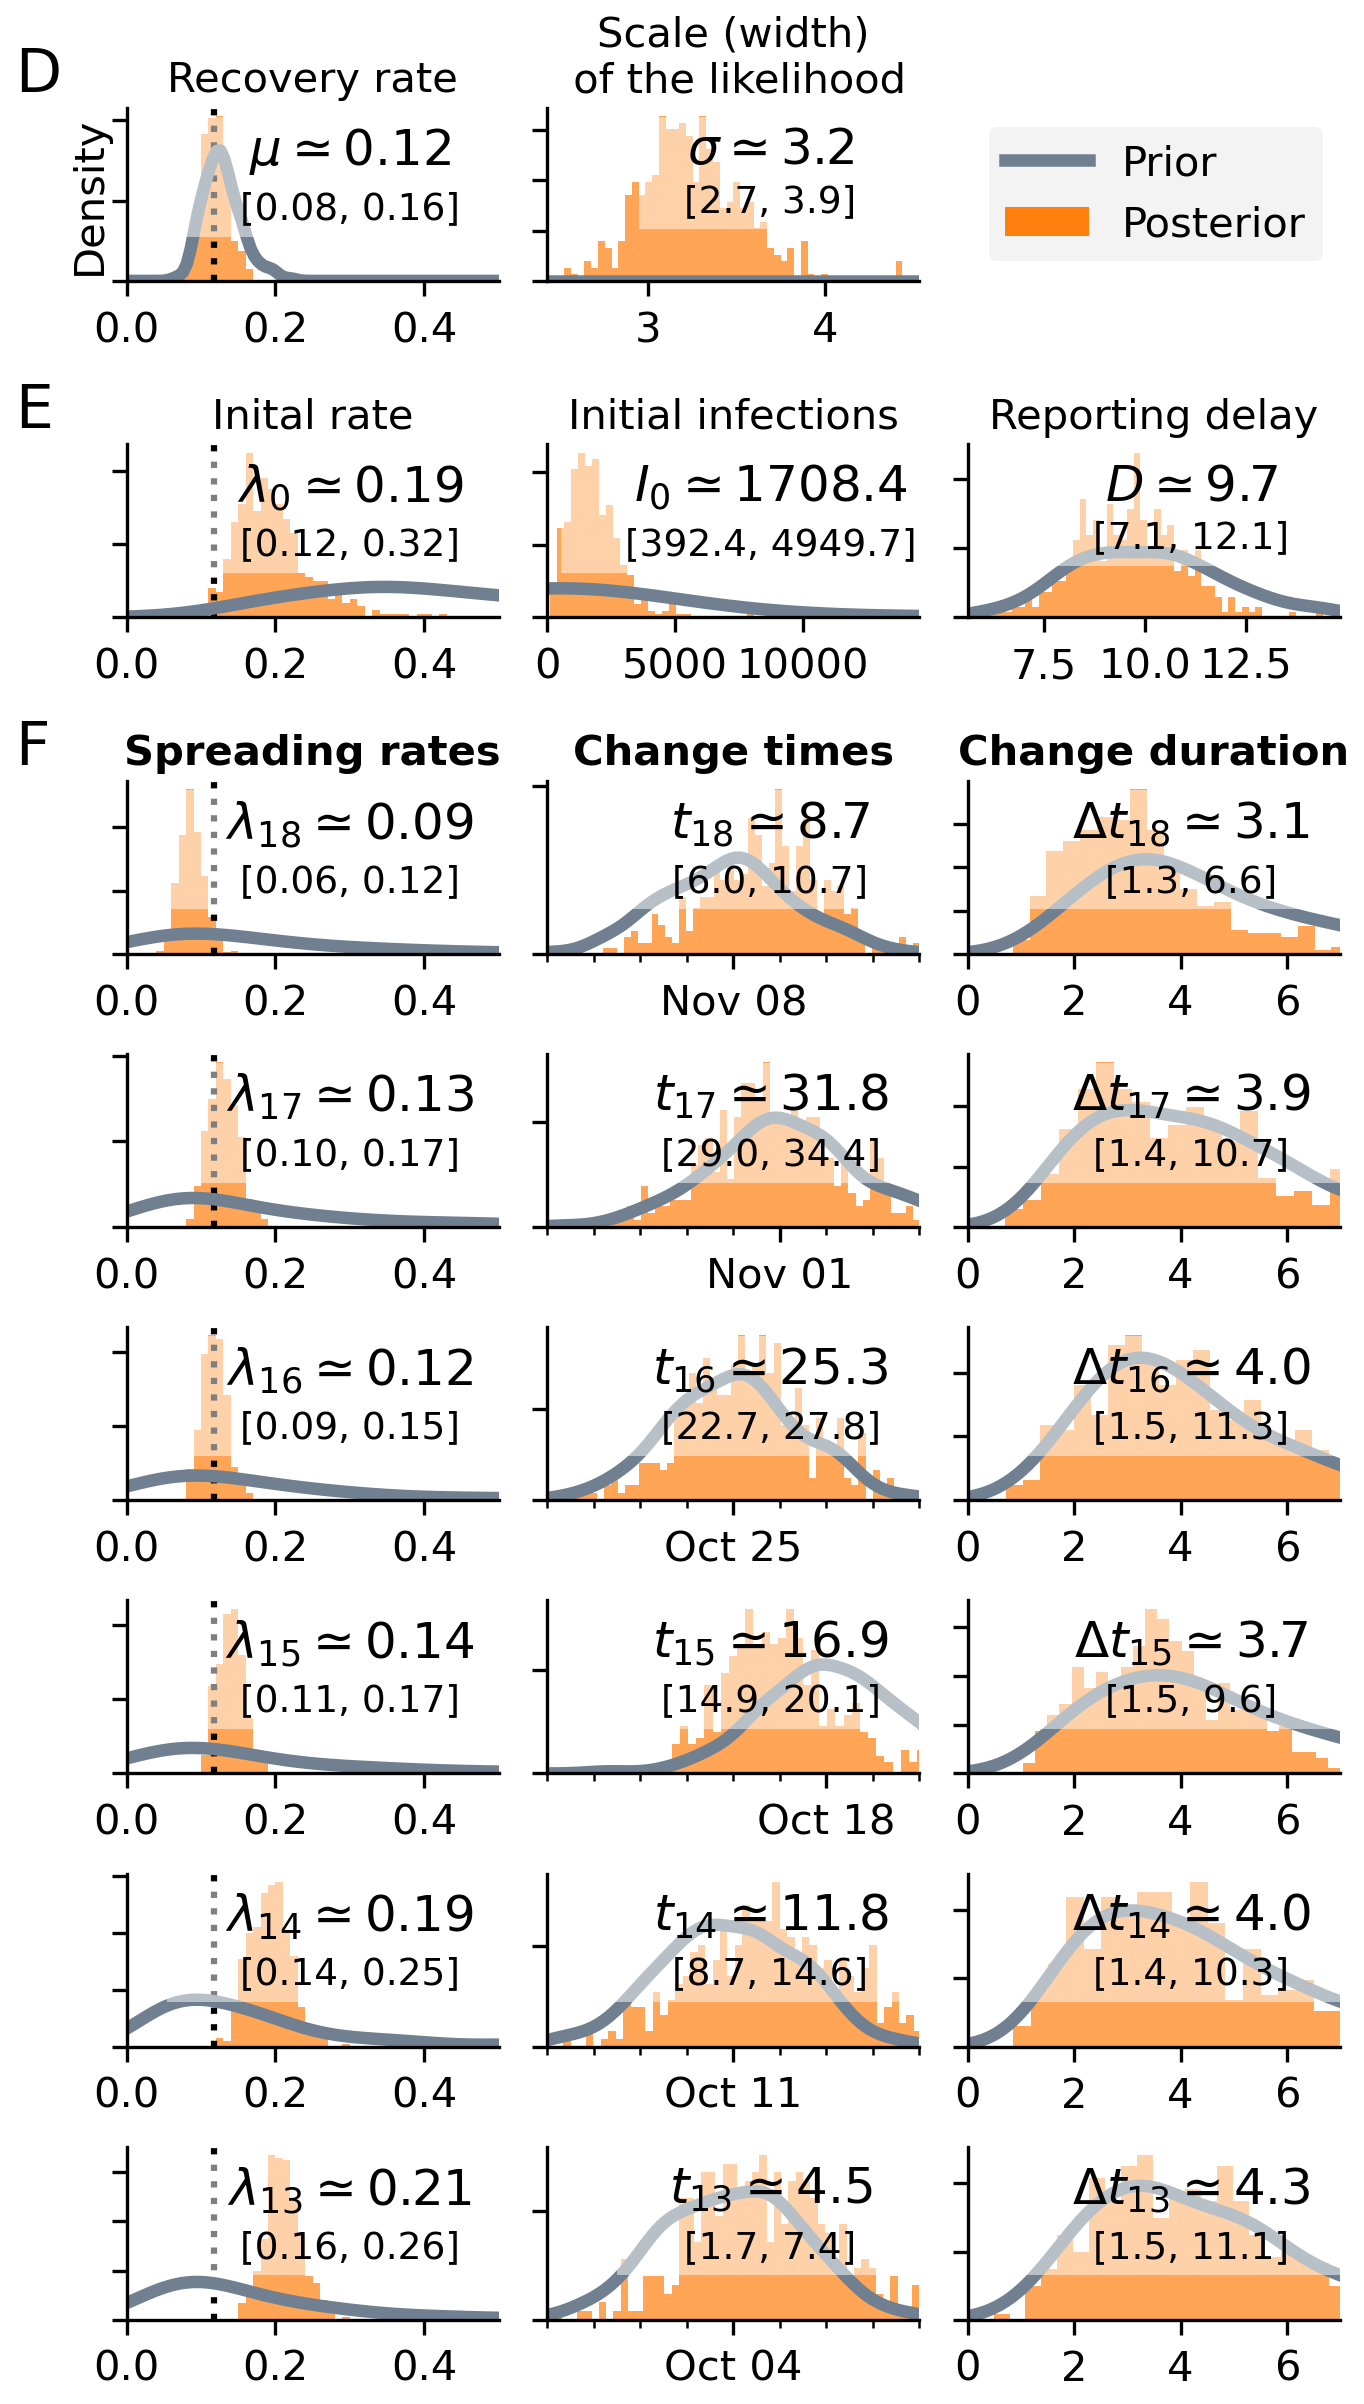 D
Recovery rate
Scale (width)
of the likelihood
Density
μ ≃ 0.12
[0.08, 0.16]
σ ≃ 3.2
[2.7, 3.9]
Prior
Posterior
0.0 0.2 0.4
3 4
E
Inital rate
Initial infections
Reporting delay
λ0 ≃ 0.19
[0.12, 0.32]
I0 ≃ 1708.4
[392.4, 4949.7]
D ≃ 9.7
[7.1, 12.1]
0.0 0.2 0.4
0 5000 10000
7.5 10.0 12.5
F
Spreading rates
Change times
Change duration
λ18 ≃ 0.09
[0.06, 0.12]
t18 ≃ 8.7
[6.0, 10.7]
Δt18 ≃ 3.1
[1.3, 6.6]
0.0 0.2 0.4
Nov 08
0 2 4 6
λ17 ≃ 0.13
[0.10, 0.17]
t17 ≃ 31.8
[29.0, 34.4]
Δt17 ≃ 3.9
[1.4, 10.7]
0.0 0.2 0.4
Nov 01
0 2 4 6
λ16 ≃ 0.12
[0.09, 0.15]
t16 ≃ 25.3
[22.7, 27.8]
Δt16 ≃ 4.0
[1.5, 11.3]
0.0 0.2 0.4
Oct 25
0 2 4 6
λ15 ≃ 0.14
[0.11, 0.17]
t15 ≃ 16.9
[14.9, 20.1]
Δt15 ≃ 3.7
[1.5, 9.6]
0.0 0.2 0.4
Oct 18
0 2 4 6
λ14 ≃ 0.19
[0.14, 0.25]
t14 ≃ 11.8
[8.7, 14.6]
Δt14 ≃ 4.0
[1.4, 10.3]
0.0 0.2 0.4
Oct 11
0 2 4 6
λ13 ≃ 0.21
[0.16, 0.26]
t13 ≃ 4.5
[1.7, 7.4]
Δt13 ≃ 4.3
[1.5, 11.1]
0.0 0.2 0.4
Oct 04
0 2 4 6